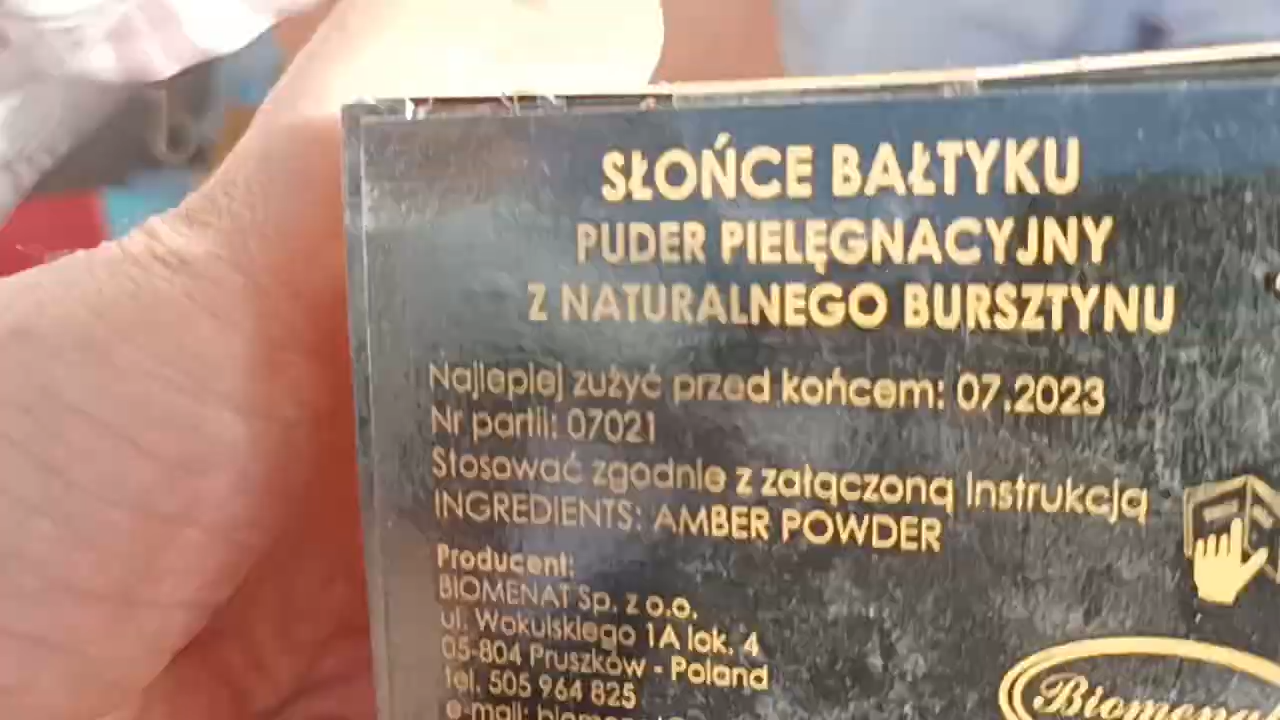 SŁOŃCE BAŁTYKU
PUDER PIELĘGNACYJNY
Z NATURALNEGO BURSZTYNU
Najlepiej zużyć przed końcem: 07.2023
Nr partii: 07021
Stosować zgodnie z załączoną Instrukcją
INGREDIENTS: AMBER POWDER
Producent:
BIOMENAT Sp. z o.o.
ul. Wokulskiego 1A lok. 4
05-804 Pruszków - Poland
tel. 505 964 825
e-mail: